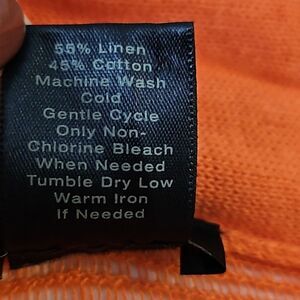 55% Linen
45% Cotton
Machine Wash
Cold
Gentle Cycle
Only Non-
Chlorine Bleach
When Needed
Tumble Dry Low
Warm Iron
If Needed